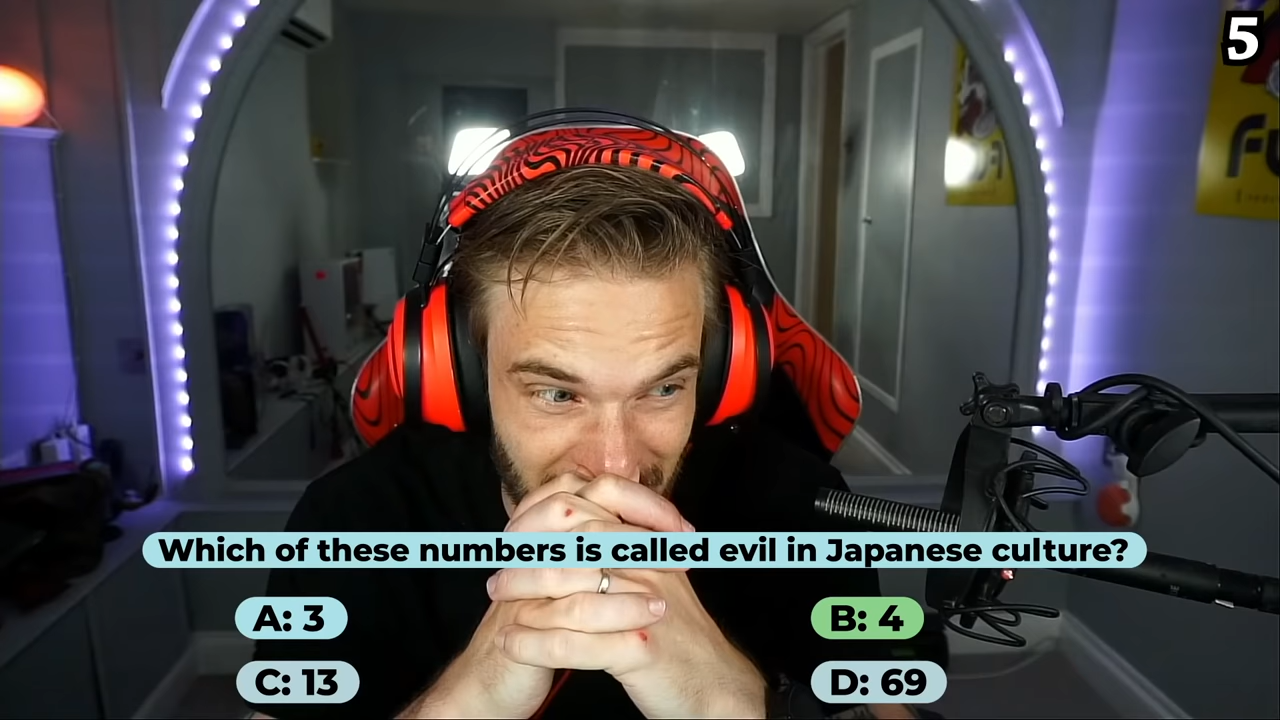 5
Which of these numbers is called evil in Japanese culture?
A: 3
B: 4
C: 13
D: 69